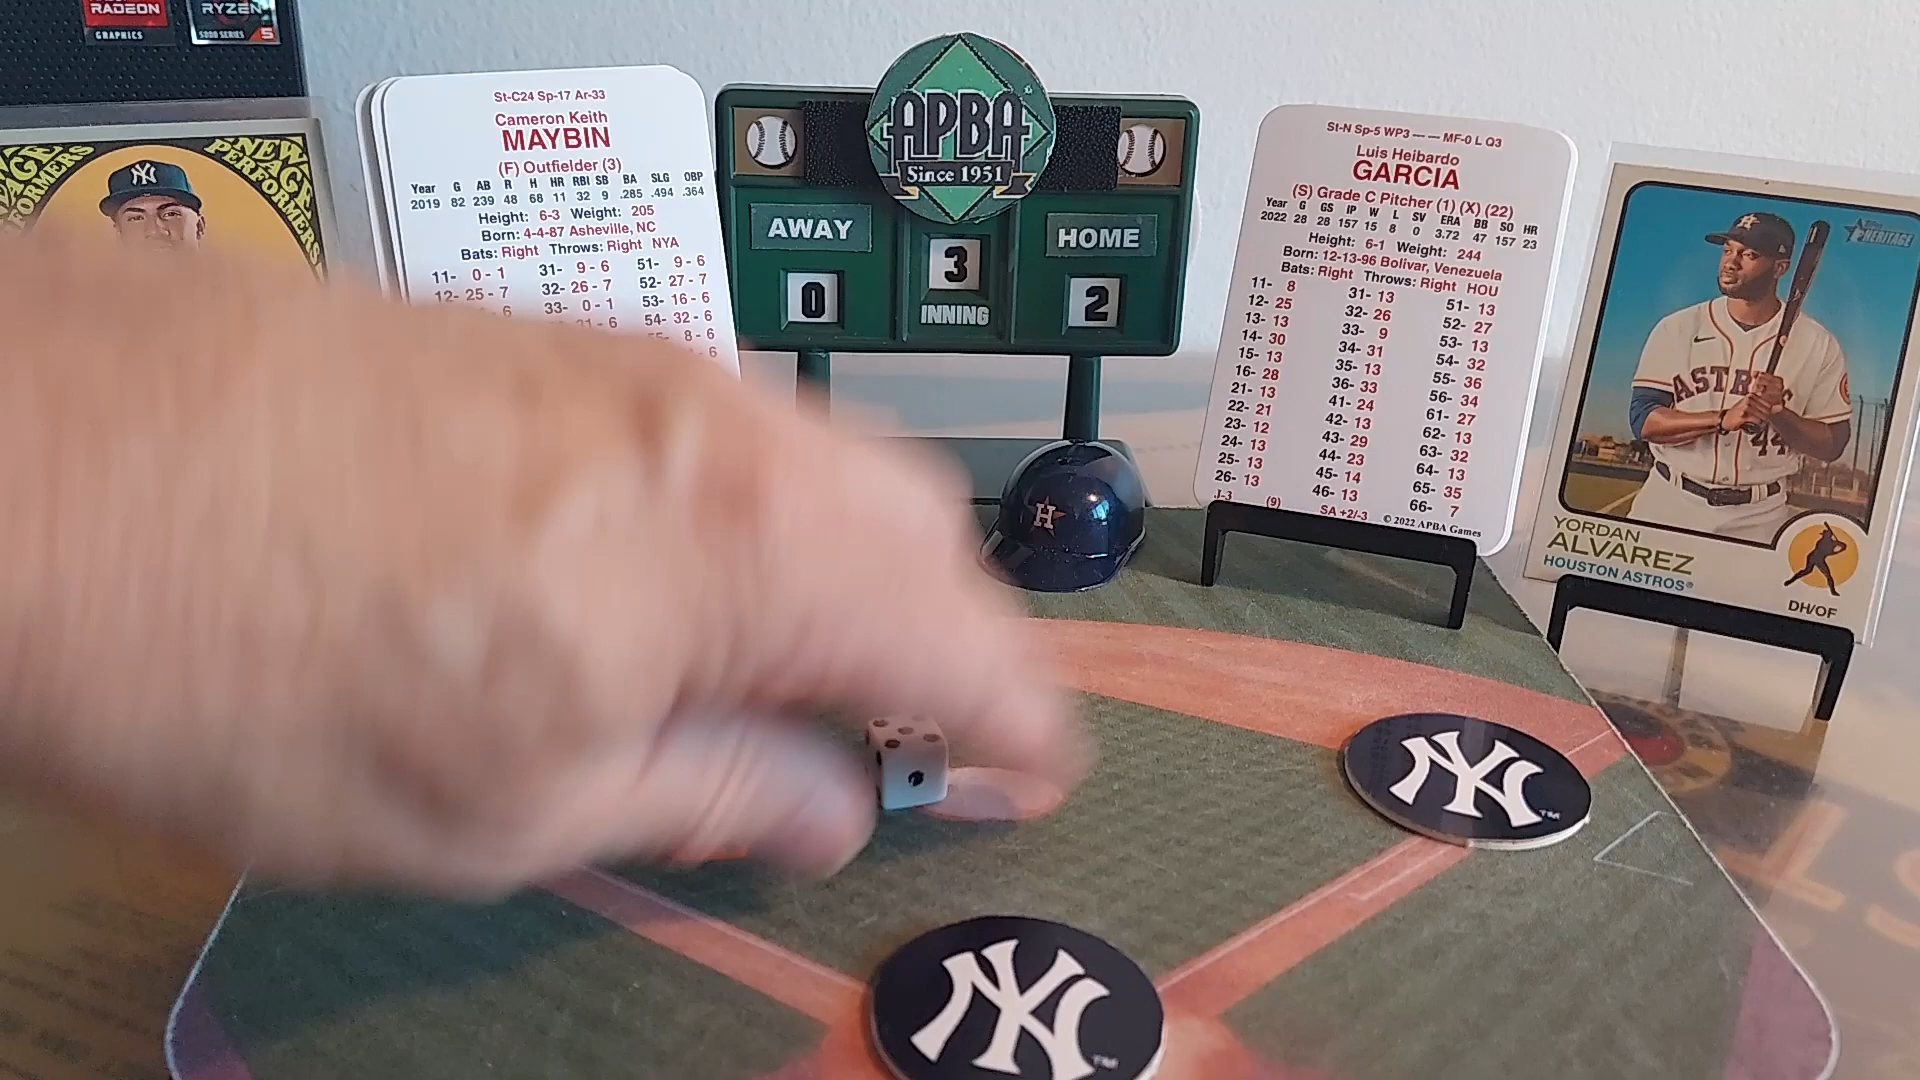 RADEON
GRAPHICS
RYZEN
5000 SERIES 5
NEW
AGE
PERFORMERS
NY
St-C24 Sp-17 Ar-33
Cameron Keith
MAYBIN
(F) Outfielder (3)
Year G AB R H HR RBI SB BA SLG OBP
2019 82 239 48 68 11 32 9 .285 .494 .364
Height: 6-3 Weight: 205
Born: 4-4-87 Asheville, NC
Bats: Right Throws: Right NYA
11- 0-1 31- 9-6 51- 9-6
12- 25-7 32- 26-7 52- 27-7
33- 0-1 53- 16-6
54- 32-6
8-6
APBA
Since 1951
AWAY
HOME
0
3
2
INNING
St-N Sp-5 WP3 — — MF-0 L Q3
Luis Heibardo
GARCIA
(S) Grade C Pitcher (1) (X) (22)
Year G GS IP W L SV ERA BB SO HR
2022 28 28 157 15 8 0 3.72 47 157 23
Height: 6-1 Weight: 244
Born: 12-13-96 Bolivar, Venezuela
Bats: Right Throws: Right HOU
11- 8 31- 13 51- 13
12- 25 32- 26 52- 27
13- 13 33- 9 53- 13
14- 30 34- 31 54- 32
15- 13 35- 13 55- 36
16- 28 36- 33 56- 34
21- 13 41- 24 61- 27
22- 21 42- 13 62- 13
23- 12 43- 29 63- 32
24- 13 44- 23 64- 13
25- 13 45- 14 65- 35
26- 13 46- 13 66- 7
J-3 (9) SA +2/-3 © 2022 APBA Games
HERITAGE
ASTR
44
YORDAN
ALVAREZ
HOUSTON ASTROS®
DH/OF
H
NY TM
NY TM